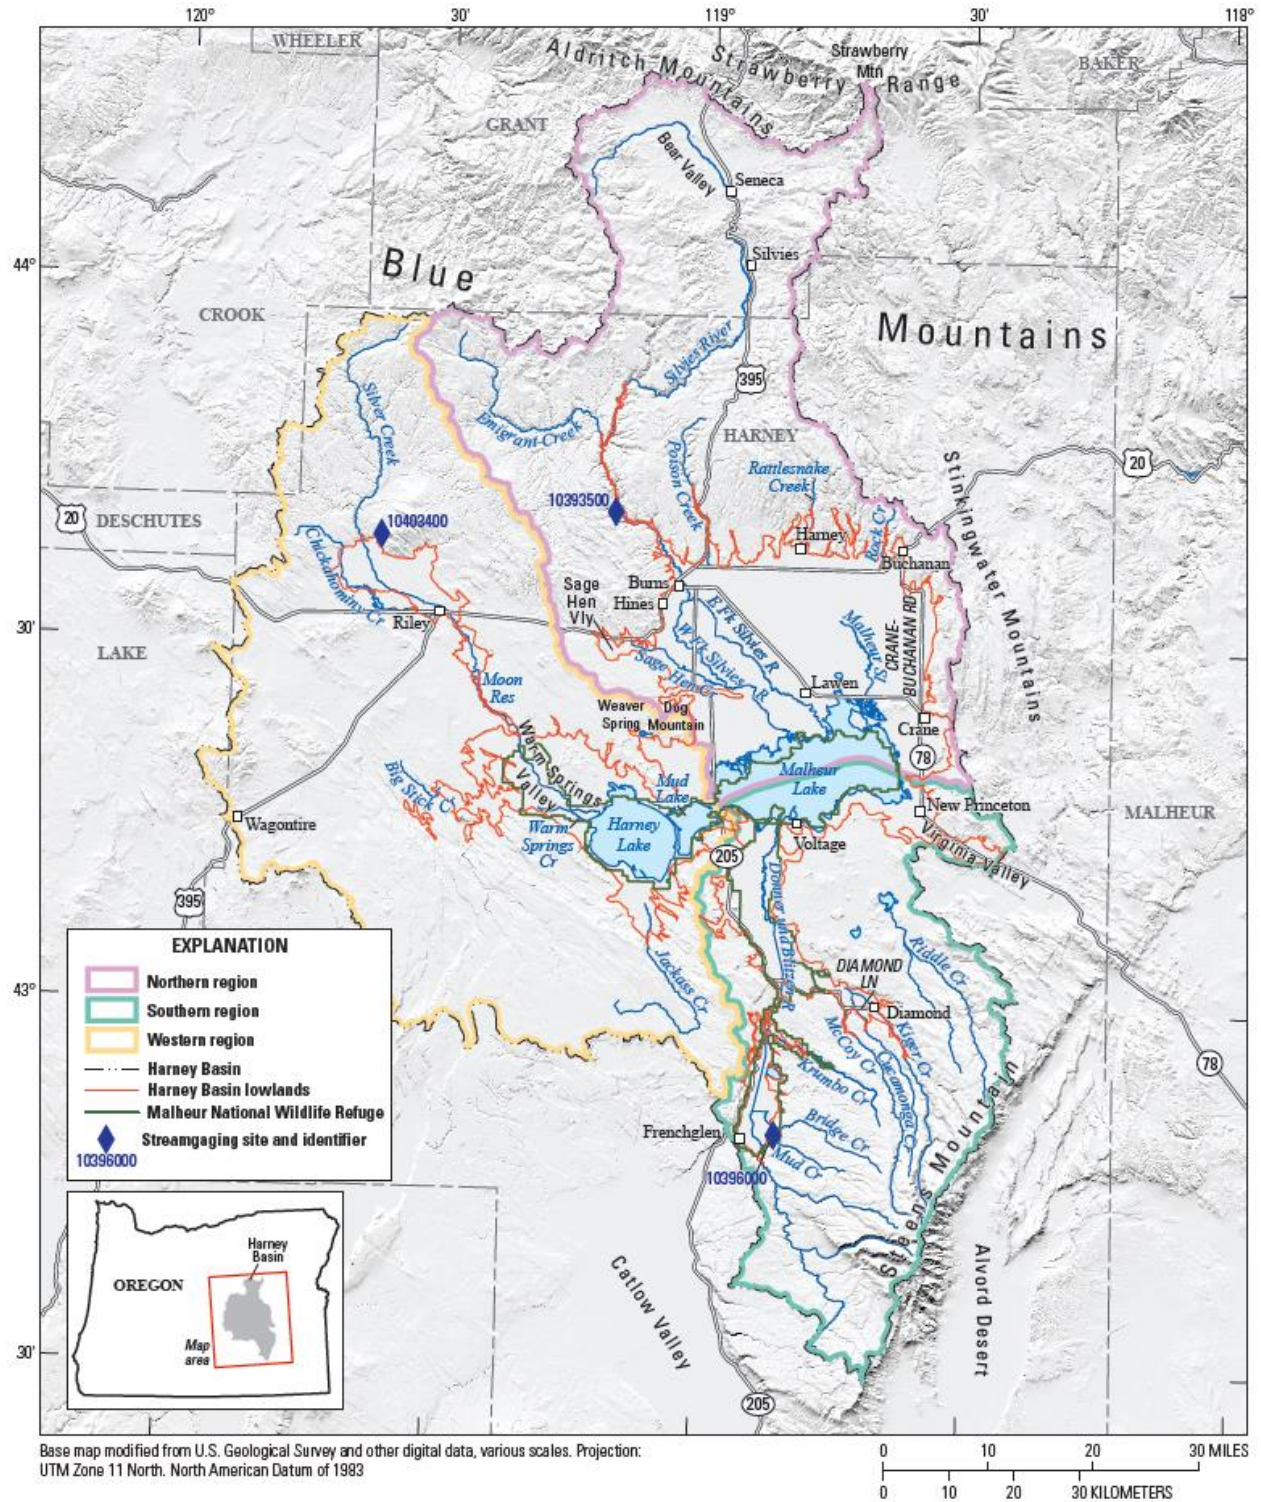 120°
30'
119°
30'
118°
WHEELER
Aldritch Mountains
Strawberry Range
Strawberry
Mtn
BAKER
GRANT
Bear Valley
Seneca
Silvies
44°
Blue
Mountains
CROOK
Silvies River
395
Silver Creek
Emigrant Creek
HARNEY
Poison Creek
Rattlesnake
Creek
20
Stinkingwater Mountains
10393500
20
DESCHUTES
10403400
Harney
Rock Cr
Buchanan
Chickahominy Cr
Sage
Hen
Vly
Burns
Hines
E Fk Silvies R
W Fk Silvies R
Malheur Sl
CRANE-
BUCHANAN RD
30'
Riley
LAKE
Sage Hen Cr
Lawen
Moon
Res
Weaver
Spring
Dog
Mountain
Crane
78
Warm Springs
Valley
Big Stick Cr
Mud
Lake
Malheur
Lake
New Princeton
MALHEUR
Wagontire
Warm
Springs
Cr
Harney
Lake
Voltage
Virginia Valley
205
395
Donner und Blitzen R
Riddle Cr
Jackass Cr
DIAMOND
LN
Diamond
43°
McCoy Cr
Kiger Cr
Cucamonga Cr
Krumbo Cr
78
Bridge Cr
Frenchglen
Mud Cr
10396000
Steens Mountain
Catlow Valley
Alvord Desert
205
30'
EXPLANATION
Northern region
Southern region
Western region
Harney Basin
Harney Basin lowlands
Malheur National Wildlife Refuge
Streamgaging site and identifier
10396000
Harney
Basin
OREGON
Map
area
Base map modified from U.S. Geological Survey and other digital data, various scales. Projection:
UTM Zone 11 North. North American Datum of 1983
0 10 20 30 MILES
0 10 20 30 KILOMETERS